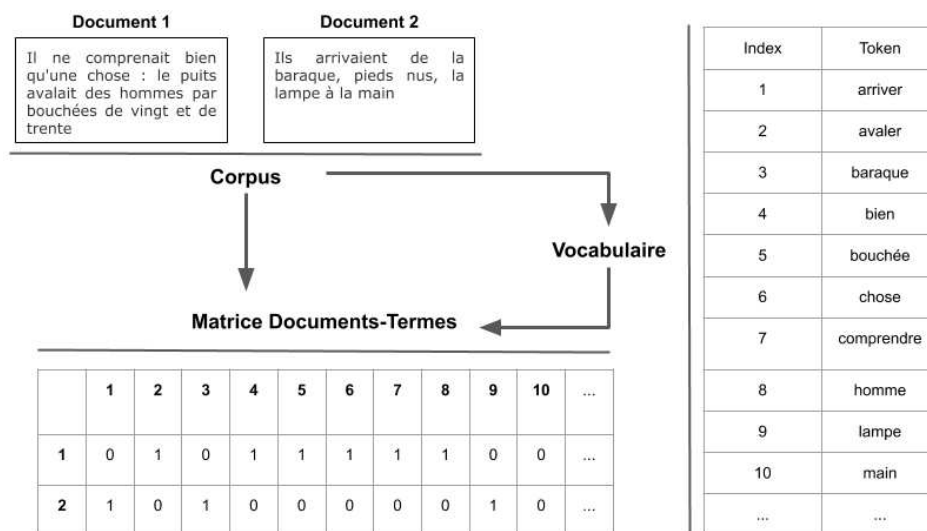 Document 1
Il ne comprenait bien
qu'une chose : le puits
avalait des hommes par
bouchées de vingt et de
trente
Document 2
Ils arrivaient de la
baraque, pieds nus, la
lampe à la main
Corpus
Vocabulaire
Matrice Documents-Termes
1 2 3 4 5 6 7 8 9 10 ...
1 0 1 0 1 1 1 1 1 0 0 ...
2 1 0 1 0 0 0 0 0 1 0 ...
Index Token
1 arriver
2 avaler
3 baraque
4 bien
5 bouchée
6 chose
7 comprendre
8 homme
9 lampe
10 main
... ...